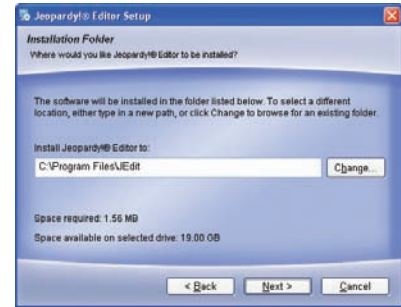 Jeopardy!® Editor Setup
Installation Folder
Where would you like Jeopardy!® Editor to be installed?
The software will be installed in the folder listed below. To select a different
location, either type in a new path, or click Change to browse for an existing folder.
Install Jeopardy!® Editor to:
C:\Program Files\JEdit
Change...
Space required: 1.56 MB
Space available on selected drive: 19.00 GB
< Back
Next >
Cancel